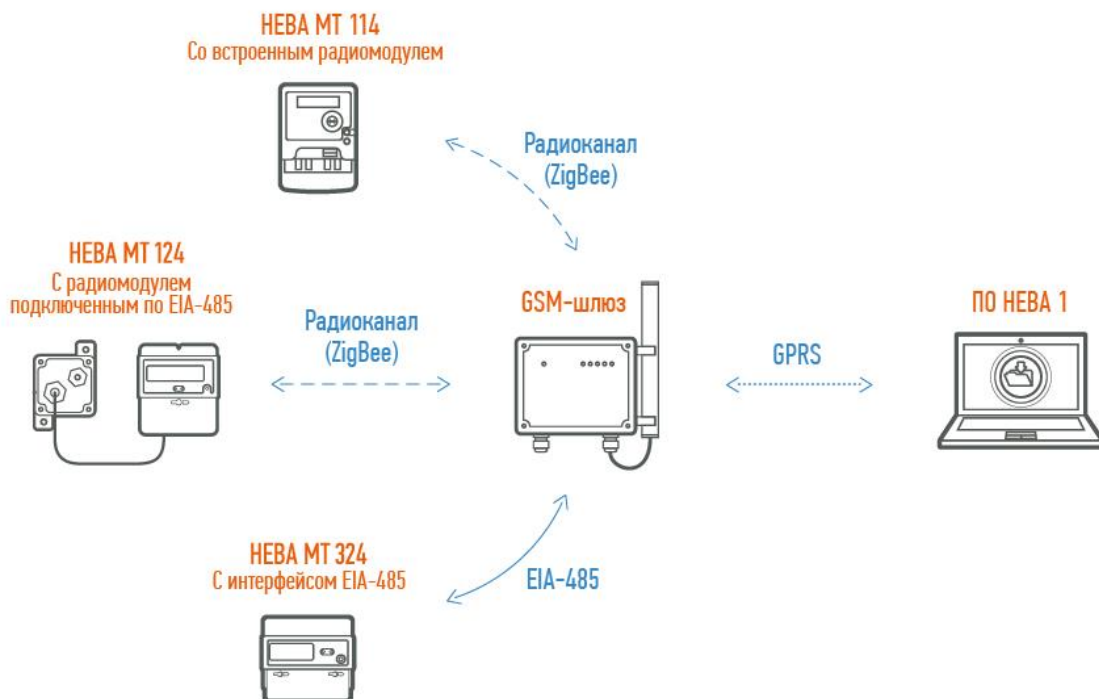 НЕВА МТ 114
Со встроенным радиомодулем
Радиоканал
(ZigBee)
НЕВА МТ 124
С радиомодулем
подключенным по EIA-485
Радиоканал
(ZigBee)
GSM-шлюз
GPRS
ПО НЕВА 1
НЕВА МТ 324
С интерфейсом EIA-485
EIA-485